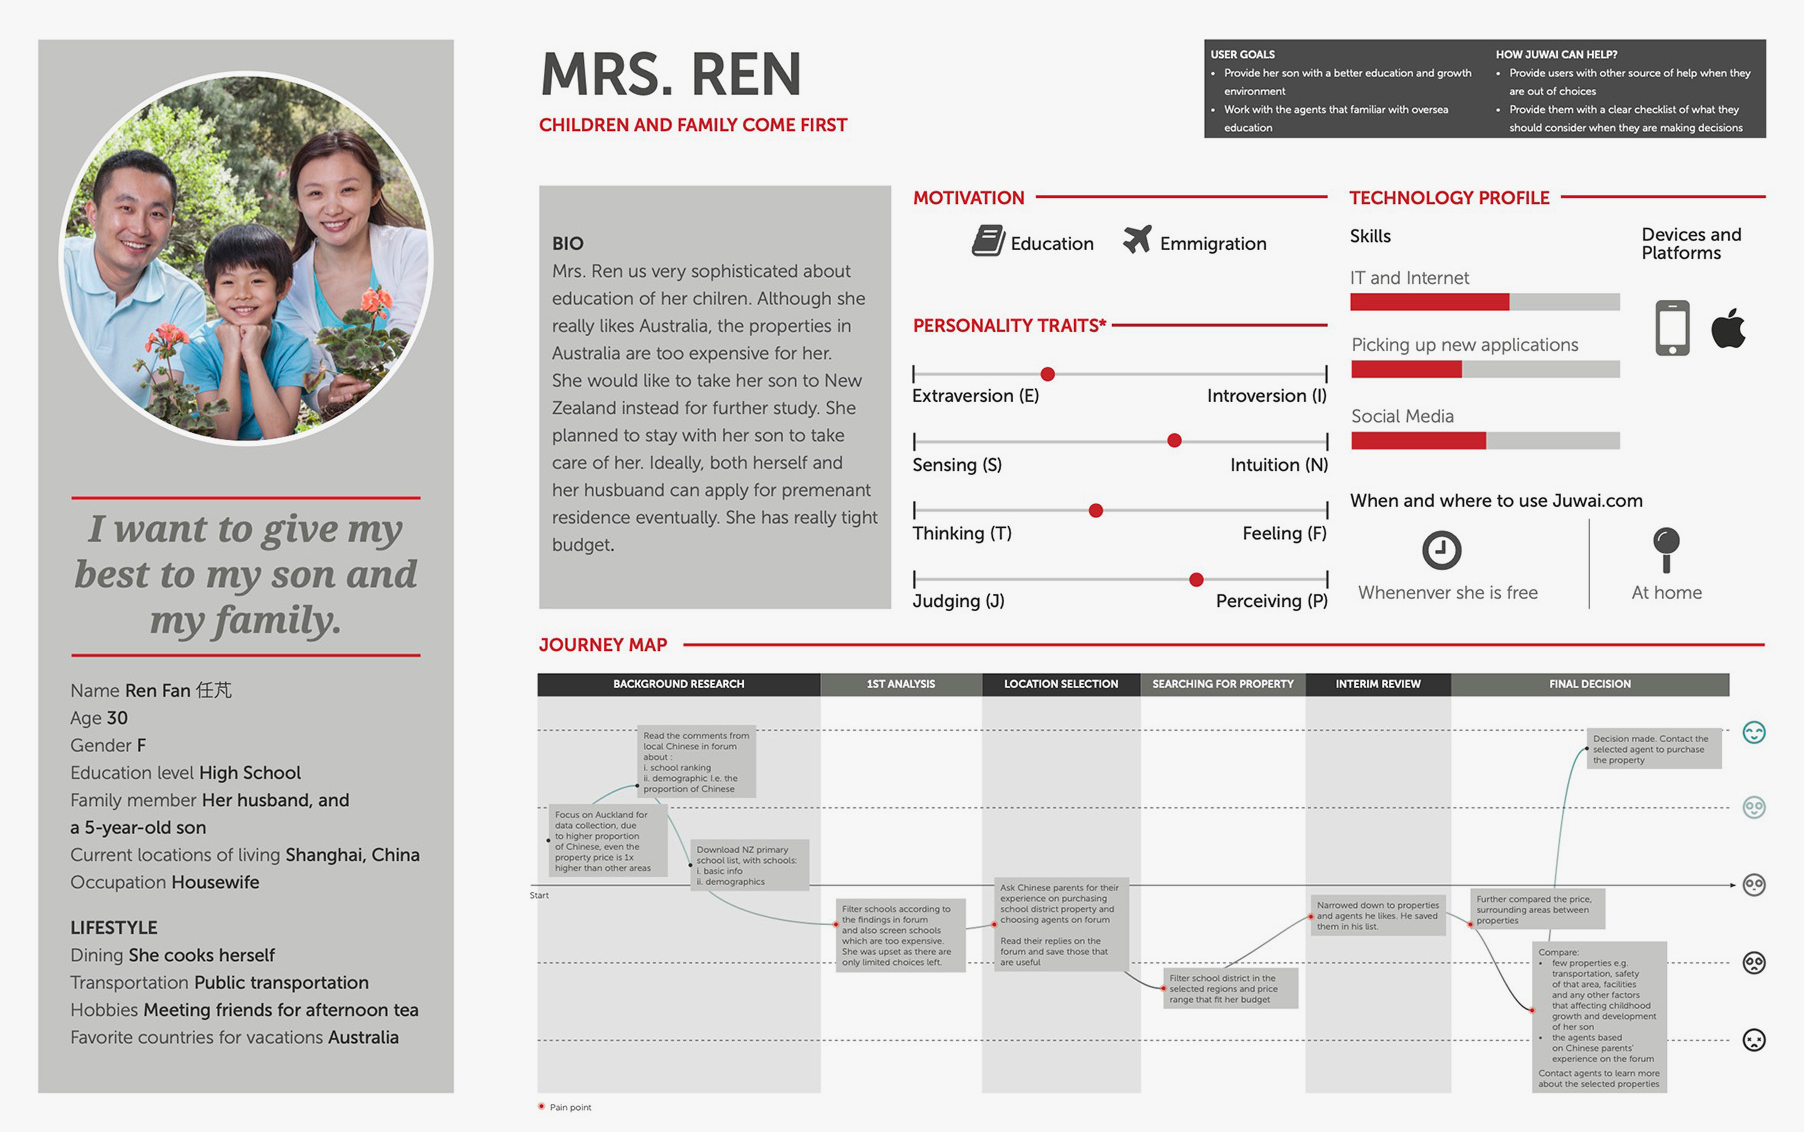 I want to give my
best to my son and
my family.
Name Ren Fan 任芃
Age 30
Gender F
Education level High School
Family member Her husband, and
a 5-year-old son
Current locations of living Shanghai, China
Occupation Housewife
LIFESTYLE
Dining She cooks herself
Transportation Public transportation
Hobbies Meeting friends for afternoon tea
Favorite countries for vacations Australia
MRS. REN
CHILDREN AND FAMILY COME FIRST
USER GOALS
• Provide her son with a better education and growth
environment
• Work with the agents that familiar with oversea
education
HOW JUWAI CAN HELP?
• Provide users with other source of help when they
are out of choices
• Provide them with a clear checklist of what they
should consider when they are making decisions
BIO
Mrs. Ren us very sophisticated about
education of her chilren. Although she
really likes Australia, the properties in
Australia are too expensive for her.
She would like to take her son to New
Zealand instead for further study. She
planned to stay with her son to take
care of her. Ideally, both herself and
her husbuand can apply for premenant
residence eventually. She has really tight
budget.
MOTIVATION
Education
Emmigration
PERSONALITY TRAITS*
Extraversion (E) Introversion (I)
Sensing (S) Intuition (N)
Thinking (T) Feeling (F)
Judging (J) Perceiving (P)
TECHNOLOGY PROFILE
Skills
IT and Internet
Picking up new applications
Social Media
Devices and
Platforms
When and where to use Juwai.com
Whenenver she is free
At home
JOURNEY MAP
BACKGROUND RESEARCH
1ST ANALYSIS
LOCATION SELECTION
SEARCHING FOR PROPERTY
INTERIM REVIEW
FINAL DECISION
Start
Focus on Auckland for
data collection, due
to higher proportion
of Chinese, even the
property price is 1x
higher than other areas
Read the comments from
local Chinese in forum
about :
i. school ranking
ii. demographic I.e. the
proportion of Chinese
Download NZ primary
school list, with schools:
i. basic info
ii. demographics
Filter schools according to
the findings in forum
and also screen schools
which are too expensive.
She was upset as there are
only limited choices left.
Ask Chinese parents for their
experience on purchasing
school district property and
choosing agents on forum
Read their replies on the
forum and save those that
are useful
Filter school district in the
selected regions and price
range that fit her budget
Narrowed down to properties
and agents he likes. He saved
them in his list.
Further compared the price,
surrounding areas between
properties
Compare:
• few properties e.g.
transportation, safety
of that area, facilities
and any other factors
that affecting childhood
growth and development
of her son
• the agents based
on Chinese parents'
experience on the forum
Contact agents to learn more
about the selected properties
Decision made. Contact the
selected agent to purchase
the property
Pain point